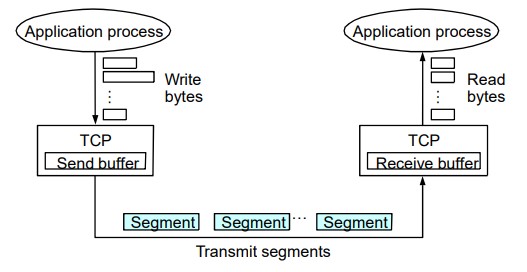 Application process
Application process
Write
bytes
Read
bytes
TCP
Send buffer
TCP
Receive buffer
Segment
Segment
...
Segment
Transmit segments